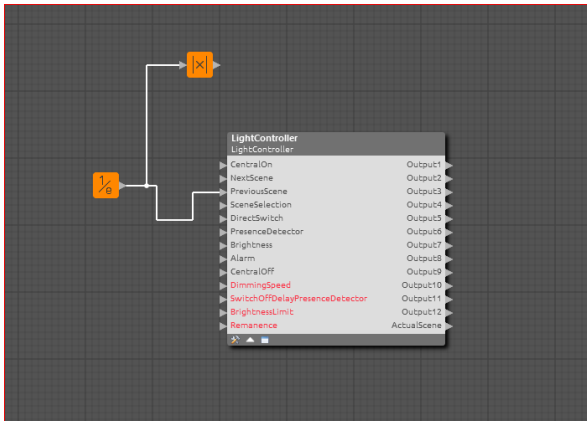 |×|
LightController
LightController
CentralOn Output1
NextScene Output2
1/e PreviousScene Output3
SceneSelection Output4
DirectSwitch Output5
PresenceDetector Output6
Brightness Output7
Alarm Output8
CentralOff Output9
DimmingSpeed Output10
SwitchOffDelayPresenceDetector Output11
BrightnessLimit Output12
Remanence ActualScene